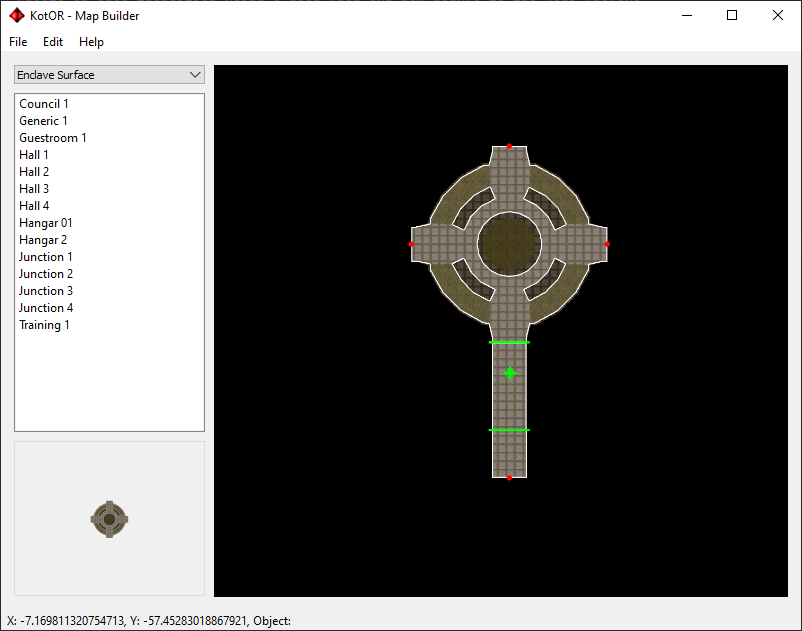 KotOR - Map Builder
File Edit Help
Enclave Surface
Council 1
Generic 1
Guestroom 1
Hall 1
Hall 2
Hall 3
Hall 4
Hangar 01
Hangar 2
Junction 1
Junction 2
Junction 3
Junction 4
Training 1
X: -7.169811320754713, Y: -57.45283018867921, Object: